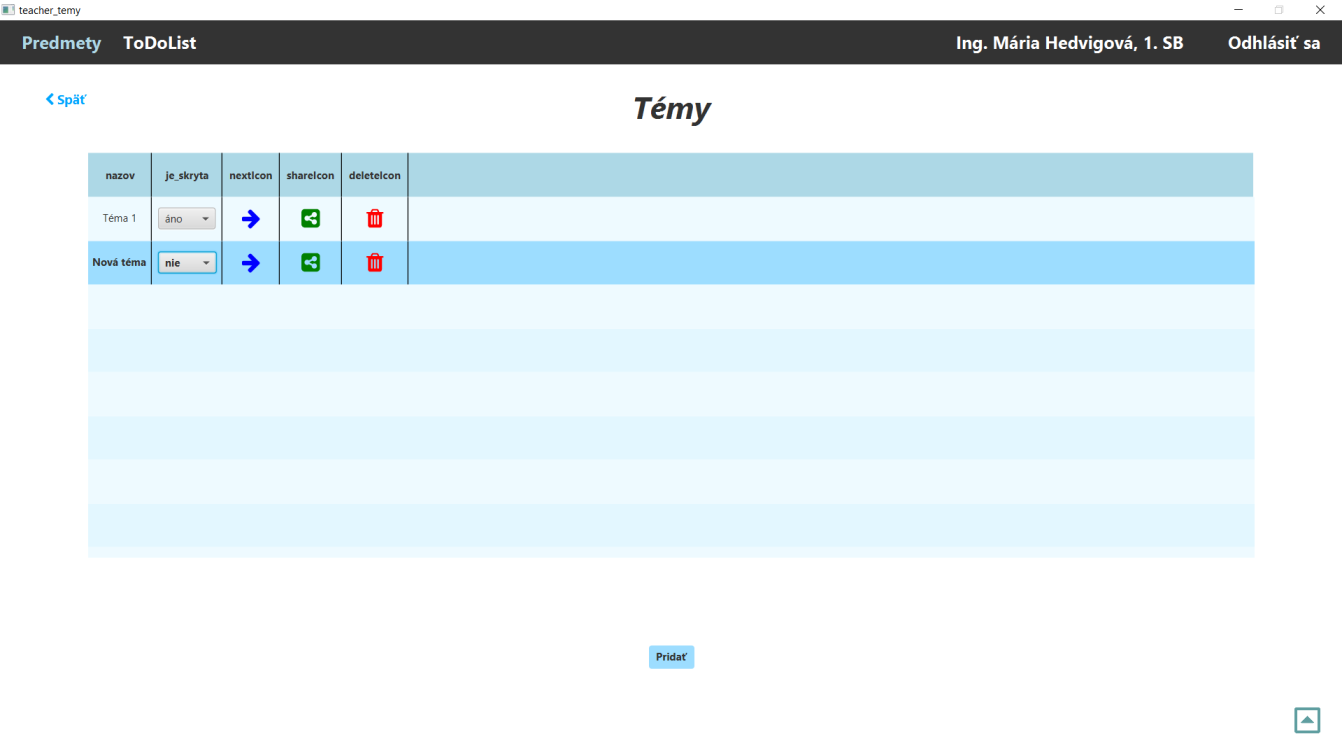 teacher_temy
Predmety ToDoList Ing. Mária Hedvigová, 1. SB Odhlásiť sa
Späť
Témy
nazov je_skryta nextIcon shareIcon deleteIcon
Téma 1 áno
Nová téma nie
Pridať